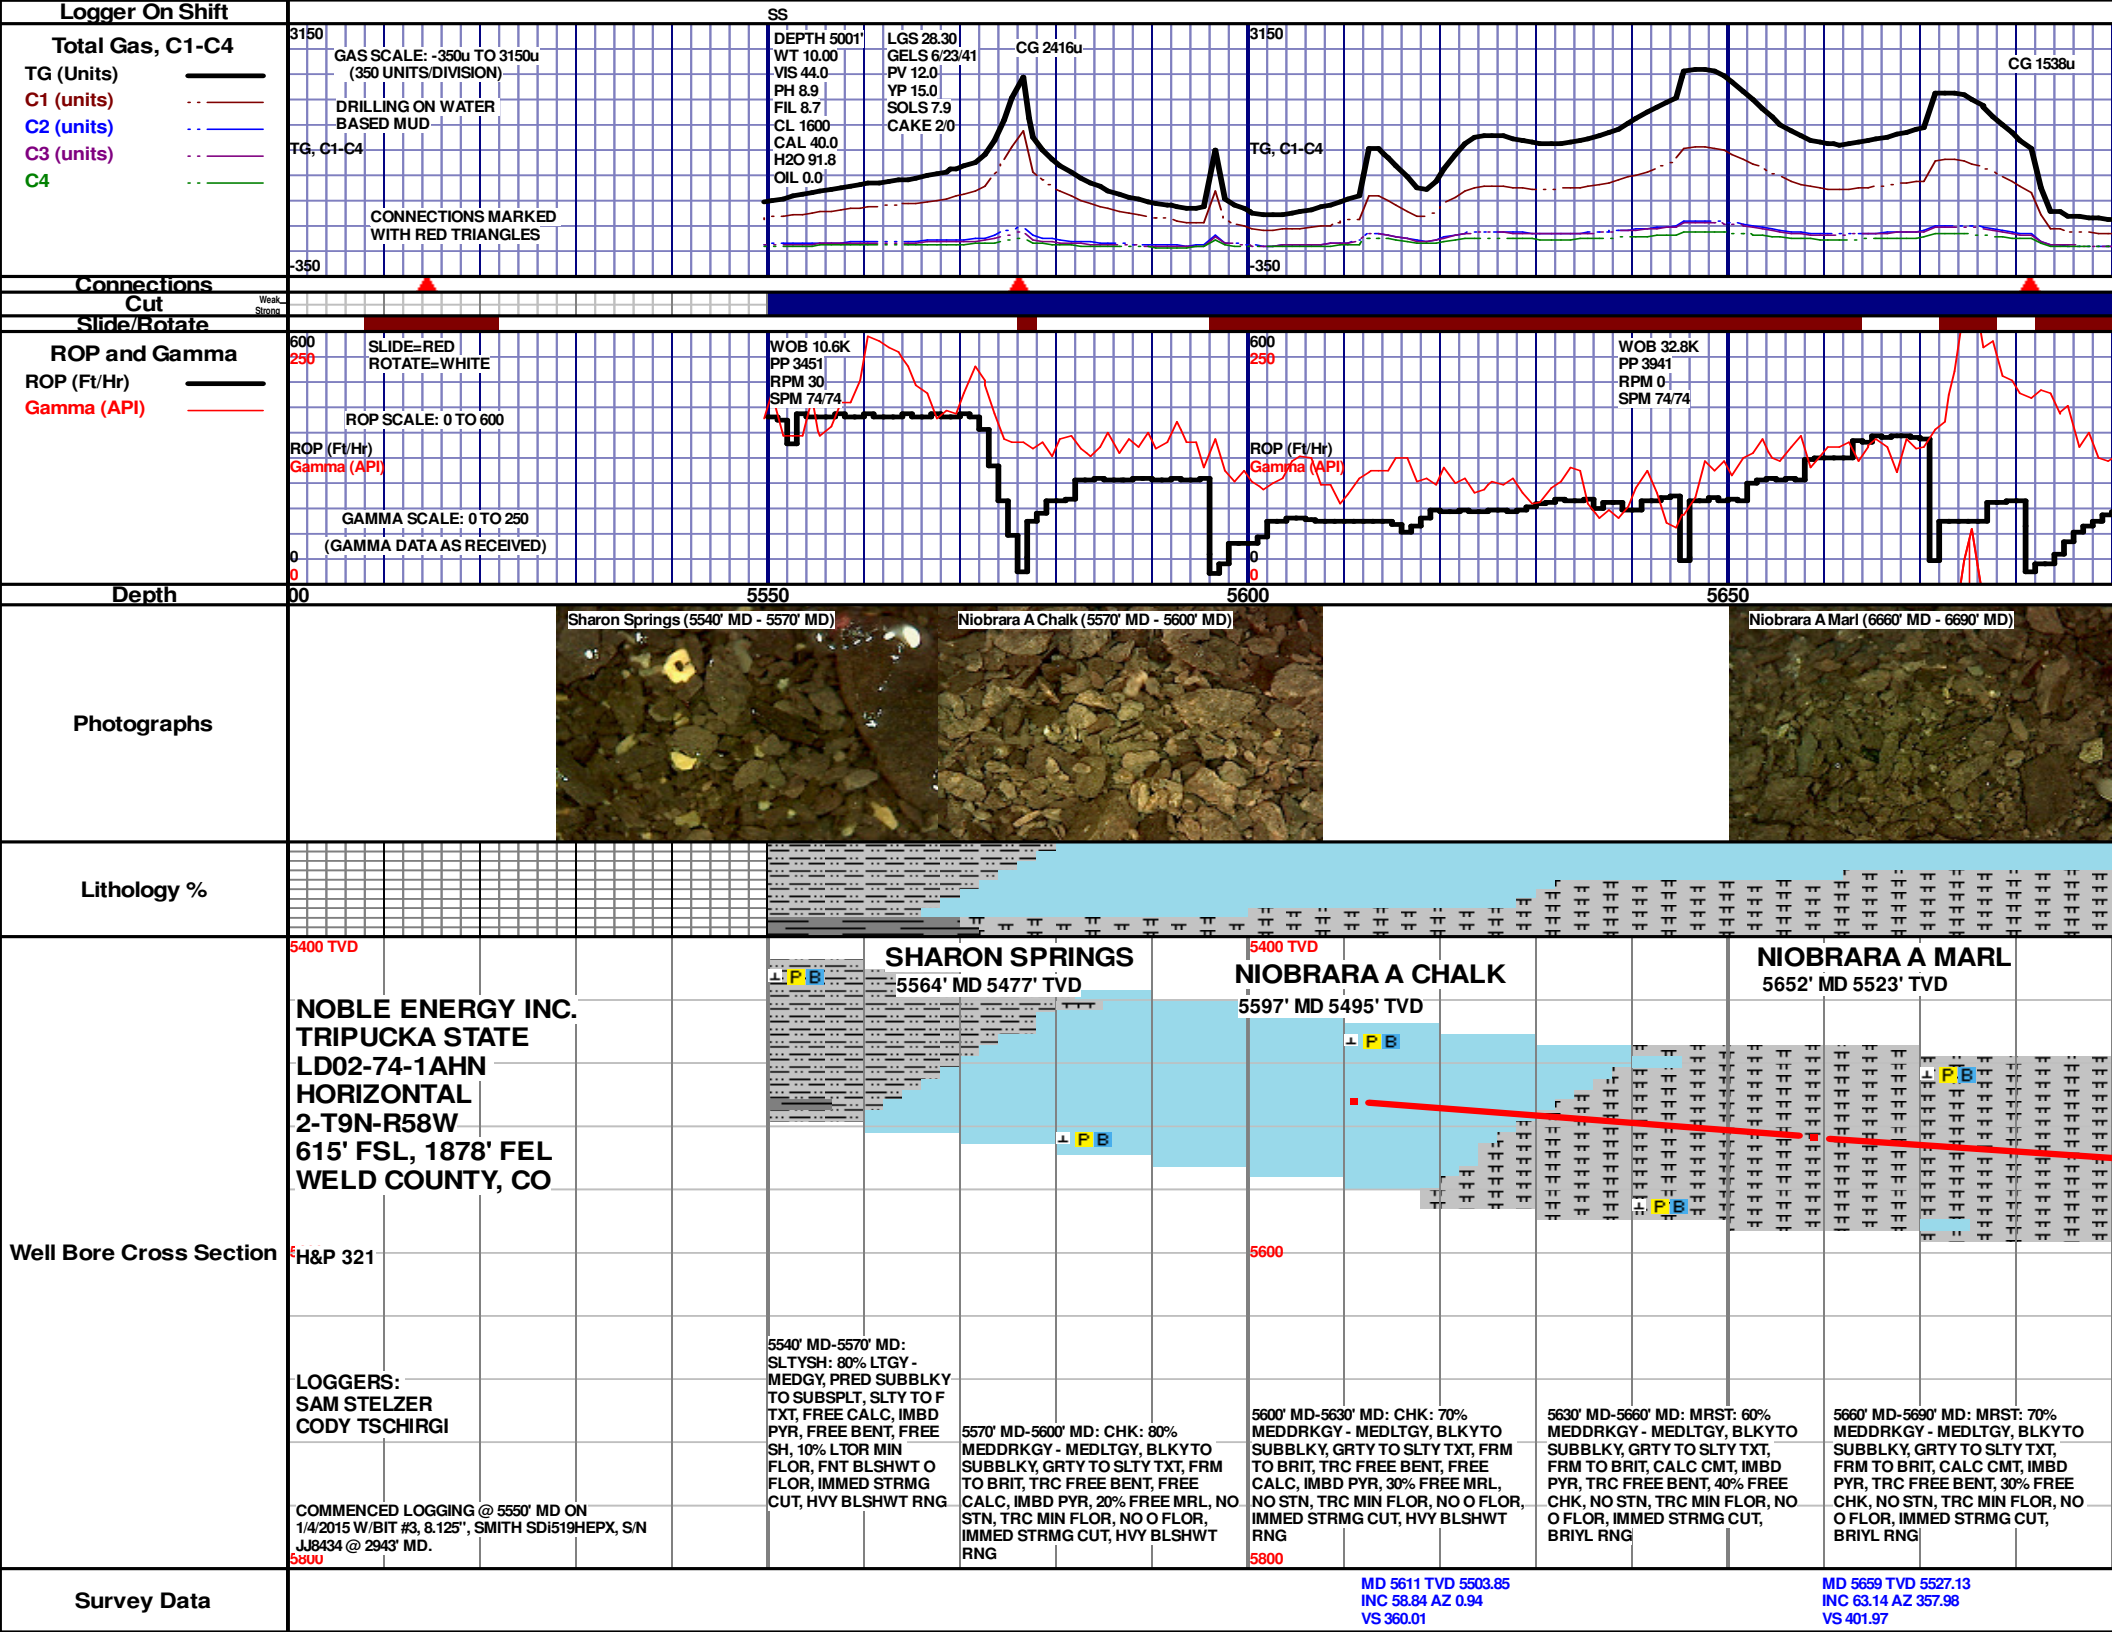 Logger On Shift
SS
Total Gas, C1-C4
TG (Units)
C1 (units)
C2 (units)
C3 (units)
C4
3150
GAS SCALE: -350u TO 3150u
(350 UNITS/DIVISION)
DRILLING ON WATER
BASED MUD
TG, C1-C4
CONNECTIONS MARKED
WITH RED TRIANGLES
-350
DEPTH 5001'
WT 10.00
VIS 44.0
PH 8.9
FIL 8.7
CL 1600
CAL 40.0
H2O 91.8
OIL 0.0
LGS 28.30
GELS 6/23/41
PV 12.0
YP 15.0
SOLS 7.9
CAKE 2/0
CG 2416u
3150
TG, C1-C4
-350
CG 1538u
Connections
Cut
Weak
Strong
Slide/Rotate
ROP and Gamma
ROP (Ft/Hr)
Gamma (API)
600
250
SLIDE=RED
ROTATE=WHITE
ROP SCALE: 0 TO 600
ROP (Ft/Hr)
Gamma (API)
GAMMA SCALE: 0 TO 250
(GAMMA DATA AS RECEIVED)
0
0
WOB 10.6K
PP 3451
RPM 30
SPM 74/74
600
250
ROP (Ft/Hr)
Gamma (API)
0
0
WOB 32.8K
PP 3941
RPM 0
SPM 74/74
Depth
00
5550
5600
5650
Photographs
Sharon Springs (5540' MD - 5570' MD)
Niobrara A Chalk (5570' MD - 5600' MD)
Niobrara A Marl (6660' MD - 6690' MD)
Lithology %
Well Bore Cross Section
5400 TVD
NOBLE ENERGY INC.
TRIPUCKA STATE
LD02-74-1AHN
HORIZONTAL
2-T9N-R58W
615' FSL, 1878' FEL
WELD COUNTY, CO
H&P 321
LOGGERS:
SAM STELZER
CODY TSCHIRGI
COMMENCED LOGGING @ 5550' MD ON
1/4/2015 W/BIT #3, 8.125", SMITH SDi519HEPX, S/N
JJ8434 @ 2943' MD.
5800
SHARON SPRINGS
5564' MD 5477' TVD
P B
P B
5400 TVD
NIOBRARA A CHALK
5597' MD 5495' TVD
P B
5600
5800
NIOBRARA A MARL
5652' MD 5523' TVD
P B
P B
5540' MD-5570' MD:
SLTYSH: 80% LTGY -
MEDGY, PRED SUBBLKY
TO SUBSPLT, SLTY TO F
TXT, FREE CALC, IMBD
PYR, FREE BENT, FREE
SH, 10% LTOR MIN
FLOR, FNT BLSHWT O
FLOR, IMMED STRMG
CUT, HVY BLSHWT RNG
5570' MD-5600' MD: CHK: 80%
MEDDRKGY - MEDLTGY, BLKY TO
SUBBLKY, GRTY TO SLTY TXT, FRM
TO BRIT, TRC FREE BENT, FREE
CALC, IMBD PYR, 20% FREE MRL, NO
STN, TRC MIN FLOR, NO O FLOR,
IMMED STRMG CUT, HVY BLSHWT
RNG
5600' MD-5630' MD: CHK: 70%
MEDDRKGY - MEDLTGY, BLKY TO
SUBBLKY, GRTY TO SLTY TXT, FRM
TO BRIT, TRC FREE BENT, FREE
CALC, IMBD PYR, 30% FREE MRL,
NO STN, TRC MIN FLOR, NO O FLOR,
IMMED STRMG CUT, HVY BLSHWT
RNG
5630' MD-5660' MD: MRST: 60%
MEDDRKGY - MEDLTGY, BLKY TO
SUBBLKY, GRTY TO SLTY TXT,
FRM TO BRIT, CALC CMT, IMBD
PYR, TRC FREE BENT, 40% FREE
CHK, NO STN, TRC MIN FLOR, NO
O FLOR, IMMED STRMG CUT,
BRIYL RNG
5660' MD-5690' MD: MRST: 70%
MEDDRKGY - MEDLTGY, BLKY TO
SUBBLKY, GRTY TO SLTY TXT,
FRM TO BRIT, CALC CMT, IMBD
PYR, TRC FREE BENT, 30% FREE
CHK, NO STN, TRC MIN FLOR, NO
O FLOR, IMMED STRMG CUT,
BRIYL RNG
Survey Data
MD 5611 TVD 5503.85
INC 58.84 AZ 0.94
VS 360.01
MD 5659 TVD 5527.13
INC 63.14 AZ 357.98
VS 401.97